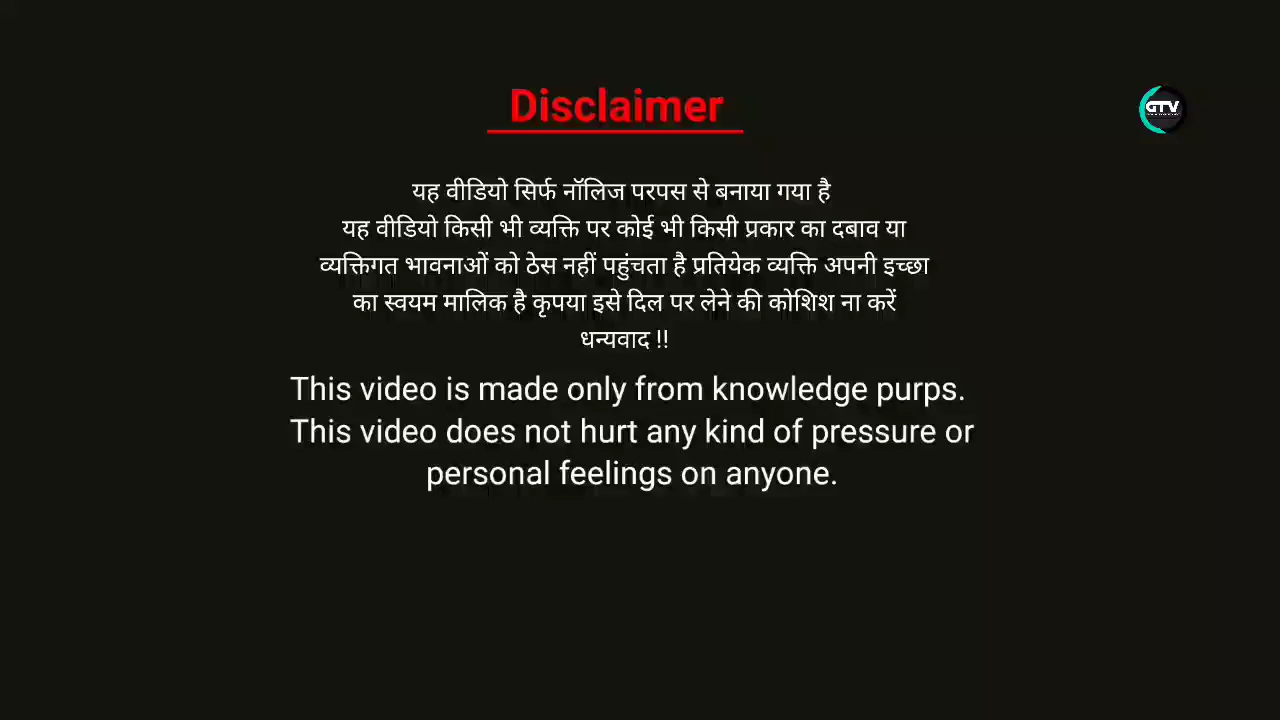 Disclaimer
GTV
यह वीडियो सिर्फ नॉलिज परपस से बनाया गया है
यह वीडियो किसी भी व्यक्ति पर कोई भी किसी प्रकार का दबाव या
व्यक्तिगत भावनाओं को ठेस नहीं पहुंचता है प्रतियेक व्यक्ति अपनी इच्छा
का स्वयम मालिक है कृपया इसे दिल पर लेने की कोशिश ना करें
धन्यवाद !!
This video is made only from knowledge purps.
This video does not hurt any kind of pressure or
personal feelings on anyone.